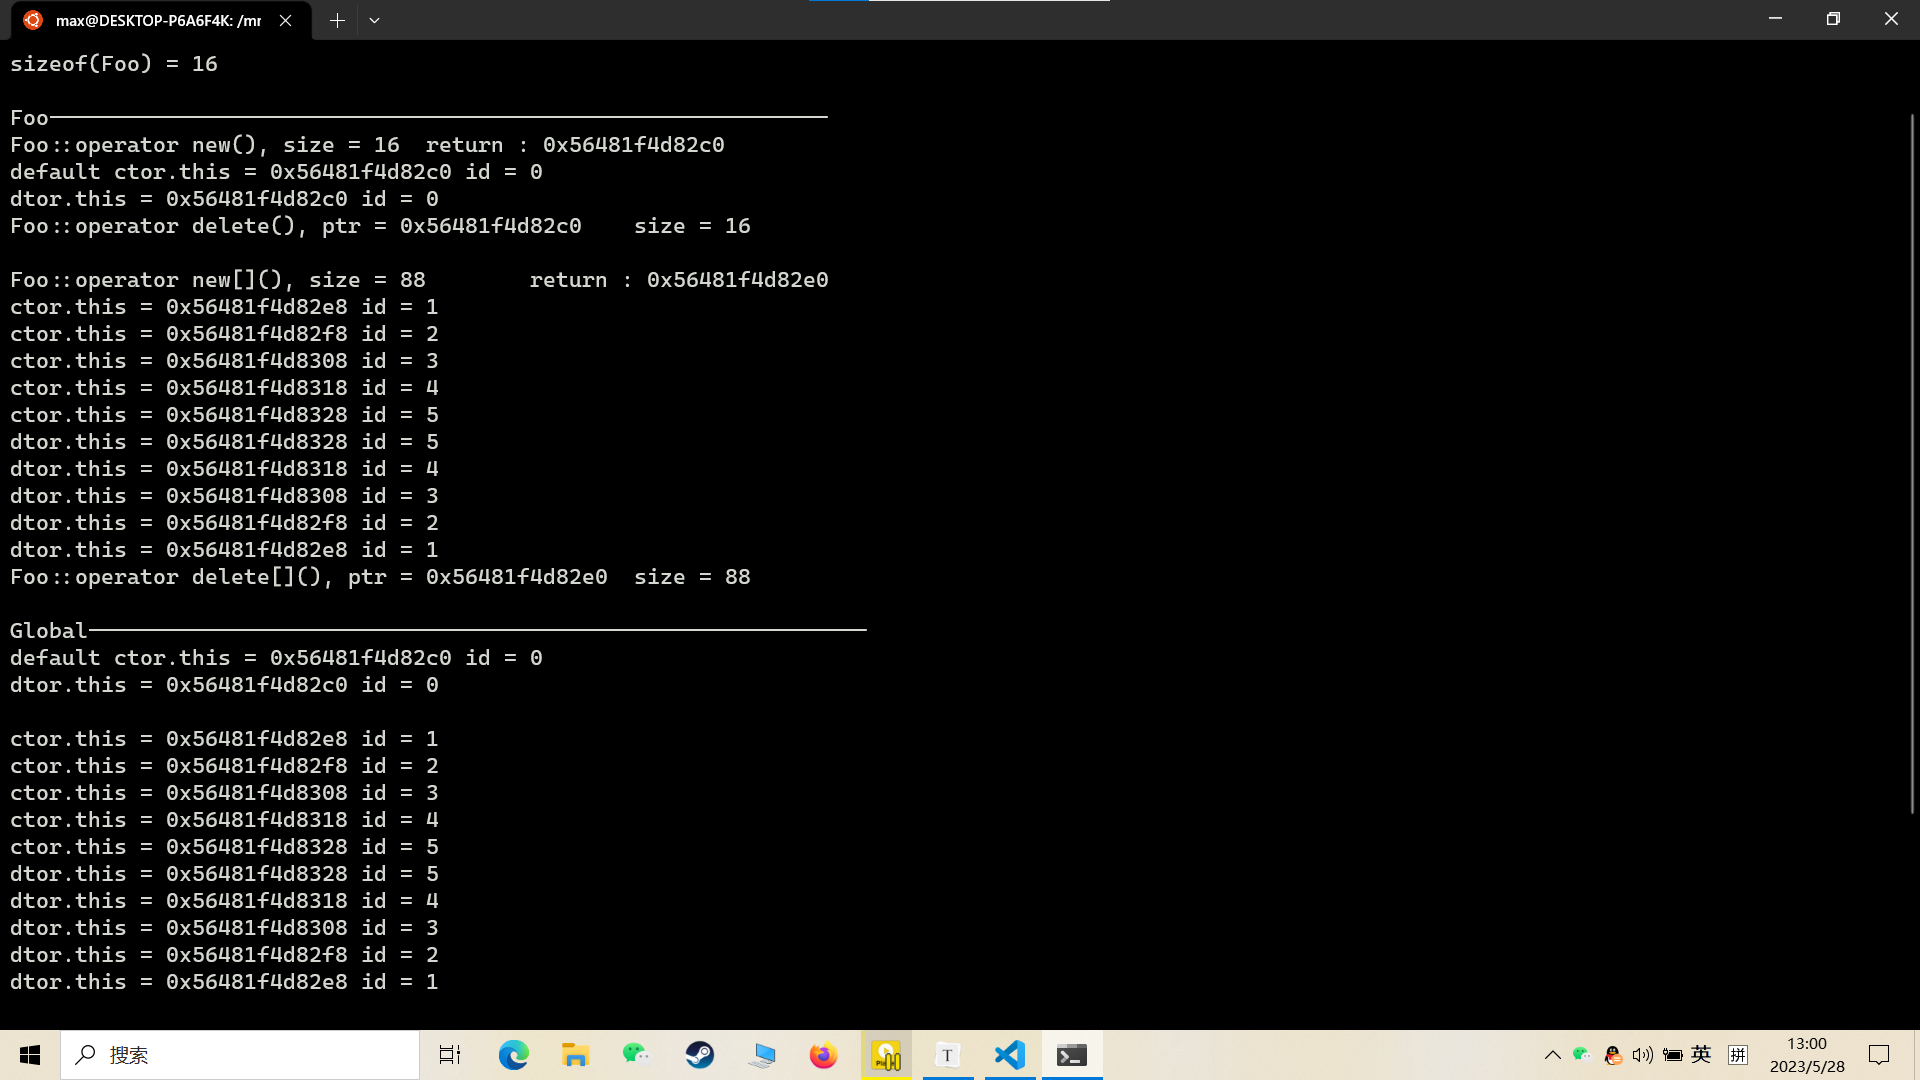 max@DESKTOP-P6A6F4K: /mr
sizeof(Foo) = 16
Foo————————————————————————————————————————————————————————————
Foo::operator new(), size = 16  return : 0x56481f4d82c0
default ctor.this = 0x56481f4d82c0 id = 0
dtor.this = 0x56481f4d82c0 id = 0
Foo::operator delete(), ptr = 0x56481f4d82c0    size = 16
Foo::operator new[](), size = 88        return : 0x56481f4d82e0
ctor.this = 0x56481f4d82e8 id = 1
ctor.this = 0x56481f4d82f8 id = 2
ctor.this = 0x56481f4d8308 id = 3
ctor.this = 0x56481f4d8318 id = 4
ctor.this = 0x56481f4d8328 id = 5
dtor.this = 0x56481f4d8328 id = 5
dtor.this = 0x56481f4d8318 id = 4
dtor.this = 0x56481f4d8308 id = 3
dtor.this = 0x56481f4d82f8 id = 2
dtor.this = 0x56481f4d82e8 id = 1
Foo::operator delete[](), ptr = 0x56481f4d82e0  size = 88
Global————————————————————————————————————————————————————————————
default ctor.this = 0x56481f4d82c0 id = 0
dtor.this = 0x56481f4d82c0 id = 0
ctor.this = 0x56481f4d82e8 id = 1
ctor.this = 0x56481f4d82f8 id = 2
ctor.this = 0x56481f4d8308 id = 3
ctor.this = 0x56481f4d8318 id = 4
ctor.this = 0x56481f4d8328 id = 5
dtor.this = 0x56481f4d8328 id = 5
dtor.this = 0x56481f4d8318 id = 4
dtor.this = 0x56481f4d8308 id = 3
dtor.this = 0x56481f4d82f8 id = 2
dtor.this = 0x56481f4d82e8 id = 1
搜索
T
英
拼
13:00
2023/5/28